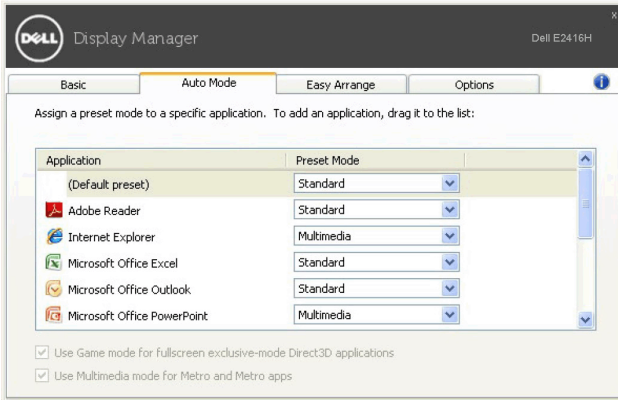 x
DELL Display Manager Dell E2416H
Basic Auto Mode Easy Arrange Options i
Assign a preset mode to a specific application. To add an application, drag it to the list:
Application Preset Mode
(Default preset) Standard
Adobe Reader Standard
Internet Explorer Multimedia
Microsoft Office Excel Standard
Microsoft Office Outlook Standard
Microsoft Office PowerPoint Multimedia
Use Game mode for fullscreen exclusive-mode Direct3D applications
Use Multimedia mode for Metro and Metro apps